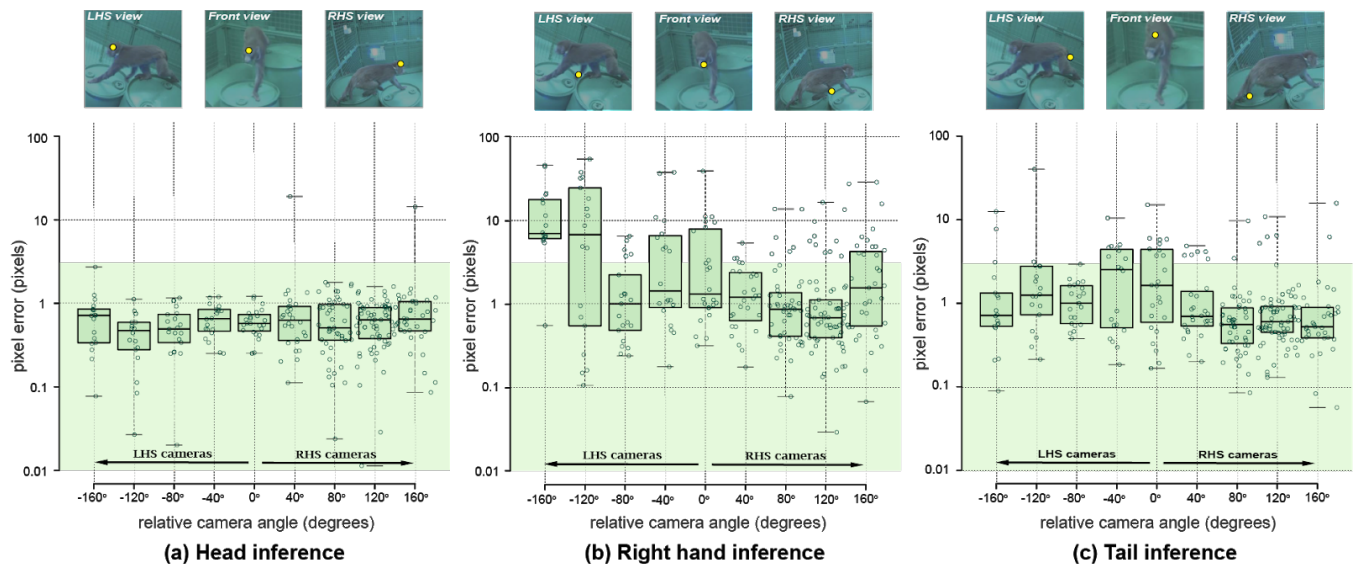 LHS view Front view RHS view
100
10
1
0.1
0.01
pixel error (pixels)
LHS cameras RHS cameras
-160° -120° -80° -40° 0° 40° 80° 120° 160°
relative camera angle (degrees)
(a) Head inference
LHS view Front view RHS view
100
10
1
0.1
0.01
pixel error (pixels)
LHS cameras RHS cameras
-160° -120° -80° -40° 0° 40° 80° 120° 160°
relative camera angle (degrees)
(b) Right hand inference
LHS view Front view RHS view
100
10
1
0.1
0.01
pixel error (pixels)
LHS cameras RHS cameras
-160° -120° -80° -40° 0° 40° 80° 120° 160°
relative camera angle (degrees)
(c) Tail inference